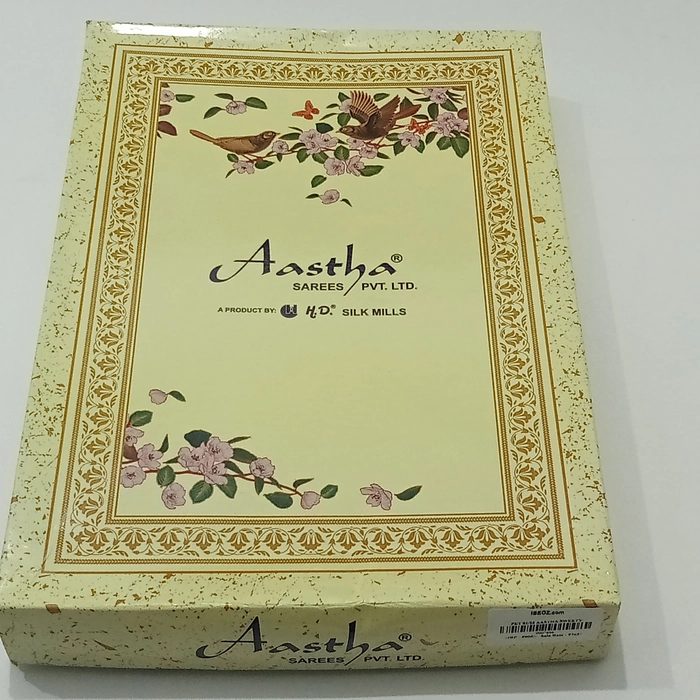 Aastha®
SAREES PVT. LTD.
A PRODUCT BY: H.D.® SILK MILLS
Aastha®
SAREES PVT. LTD.